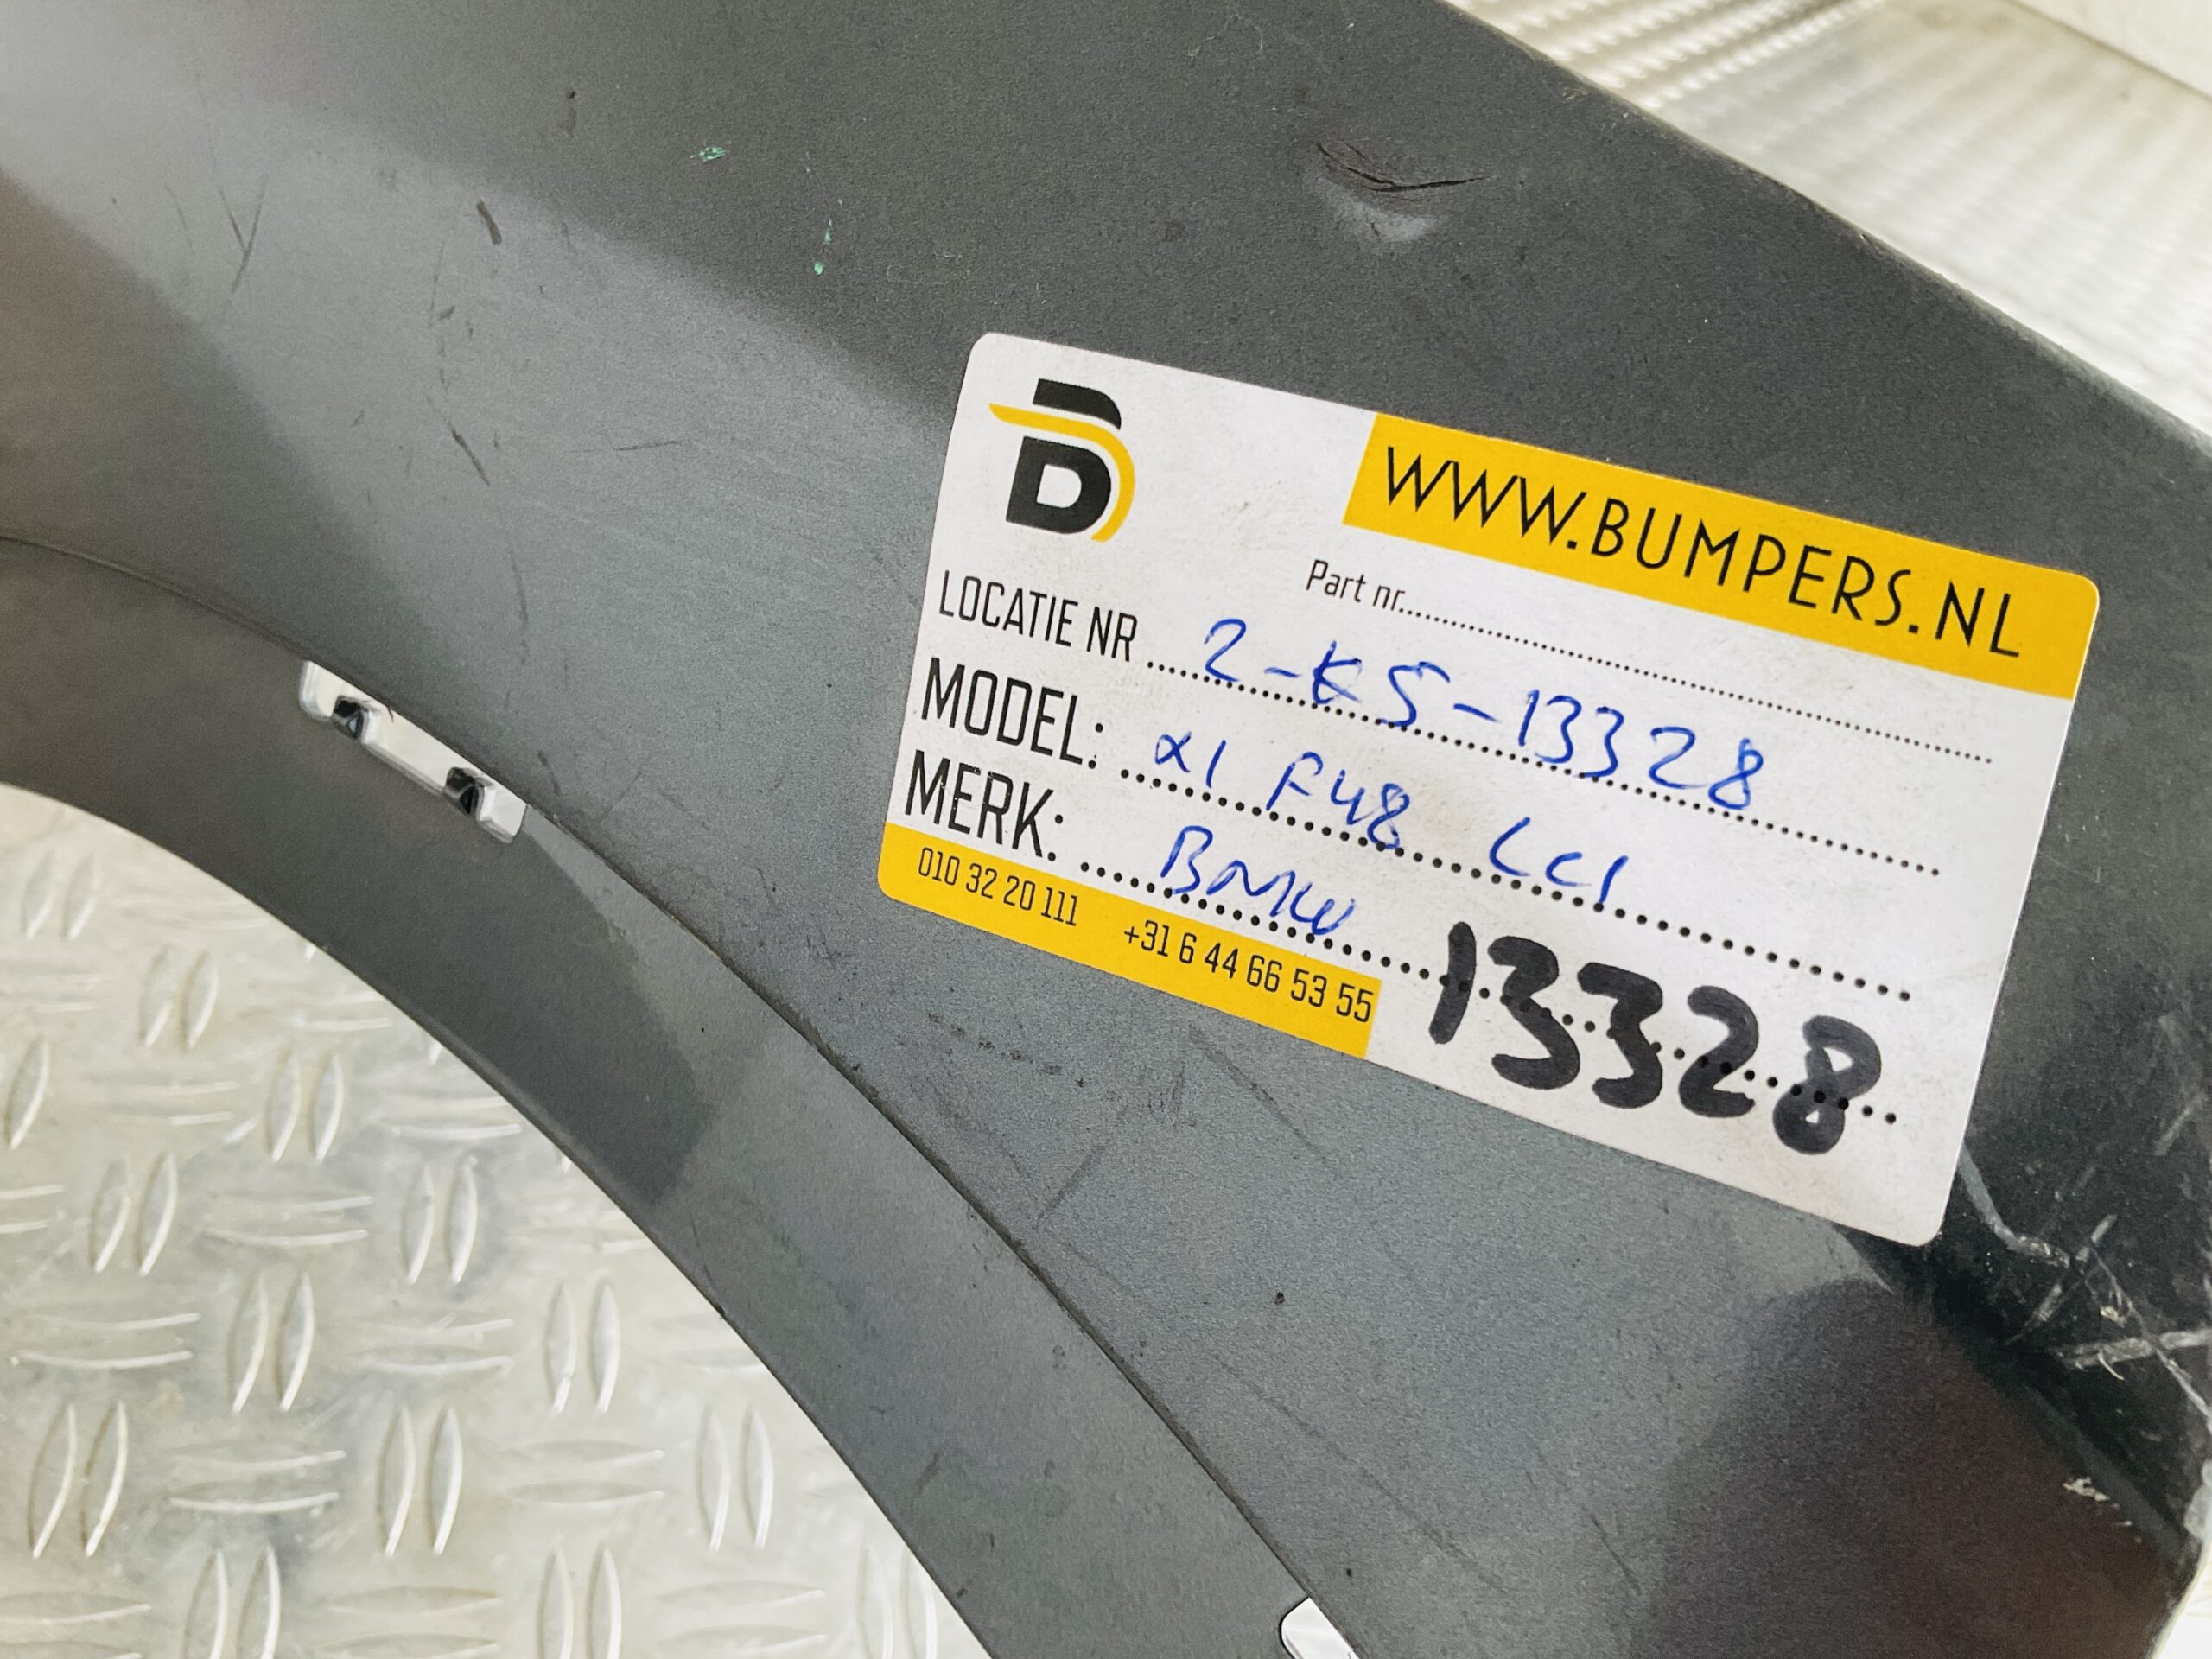 B
WWW.BUMPERS.NL
Part nr.....
LOCATIE NR ..... 2-K5-13328
MODEL: ..... X1 F48 LCI
MERK: ..... BMW
13328
010 32 20 111 +31 6 44 66 53 55